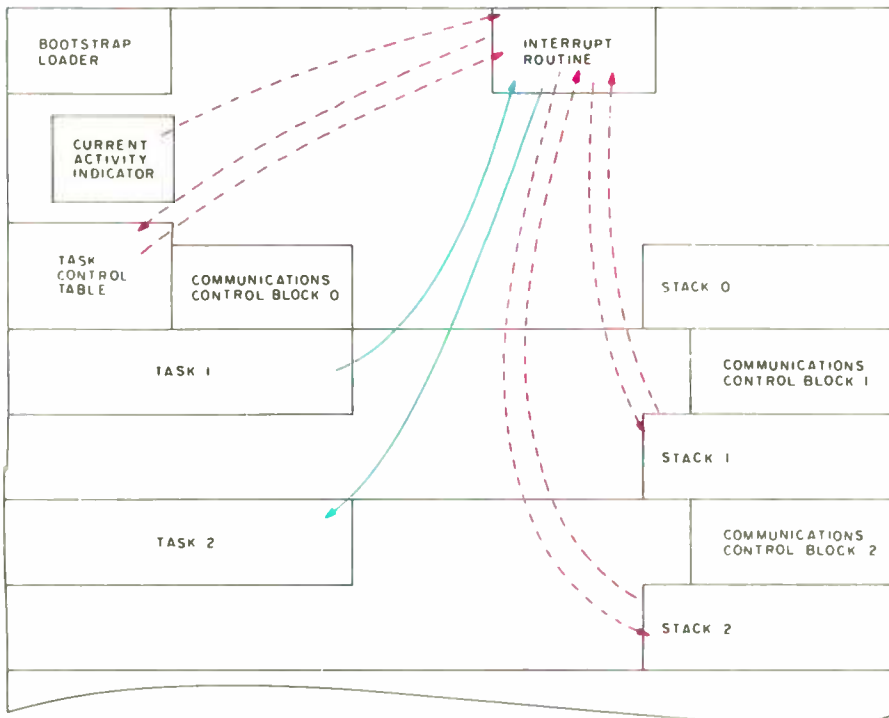 BOOTSTRAP
LOADER
INTERRUPT
ROUTINE
CURRENT
ACTIVITY
INDICATOR
TASK
CONTROL
TABLE
COMMUNICATIONS
CONTROL BLOCK 0
STACK 0
TASK 1
COMMUNICATIONS
CONTROL BLOCK 1
STACK 1
TASK 2
COMMUNICATIONS
CONTROL BLOCK 2
STACK 2